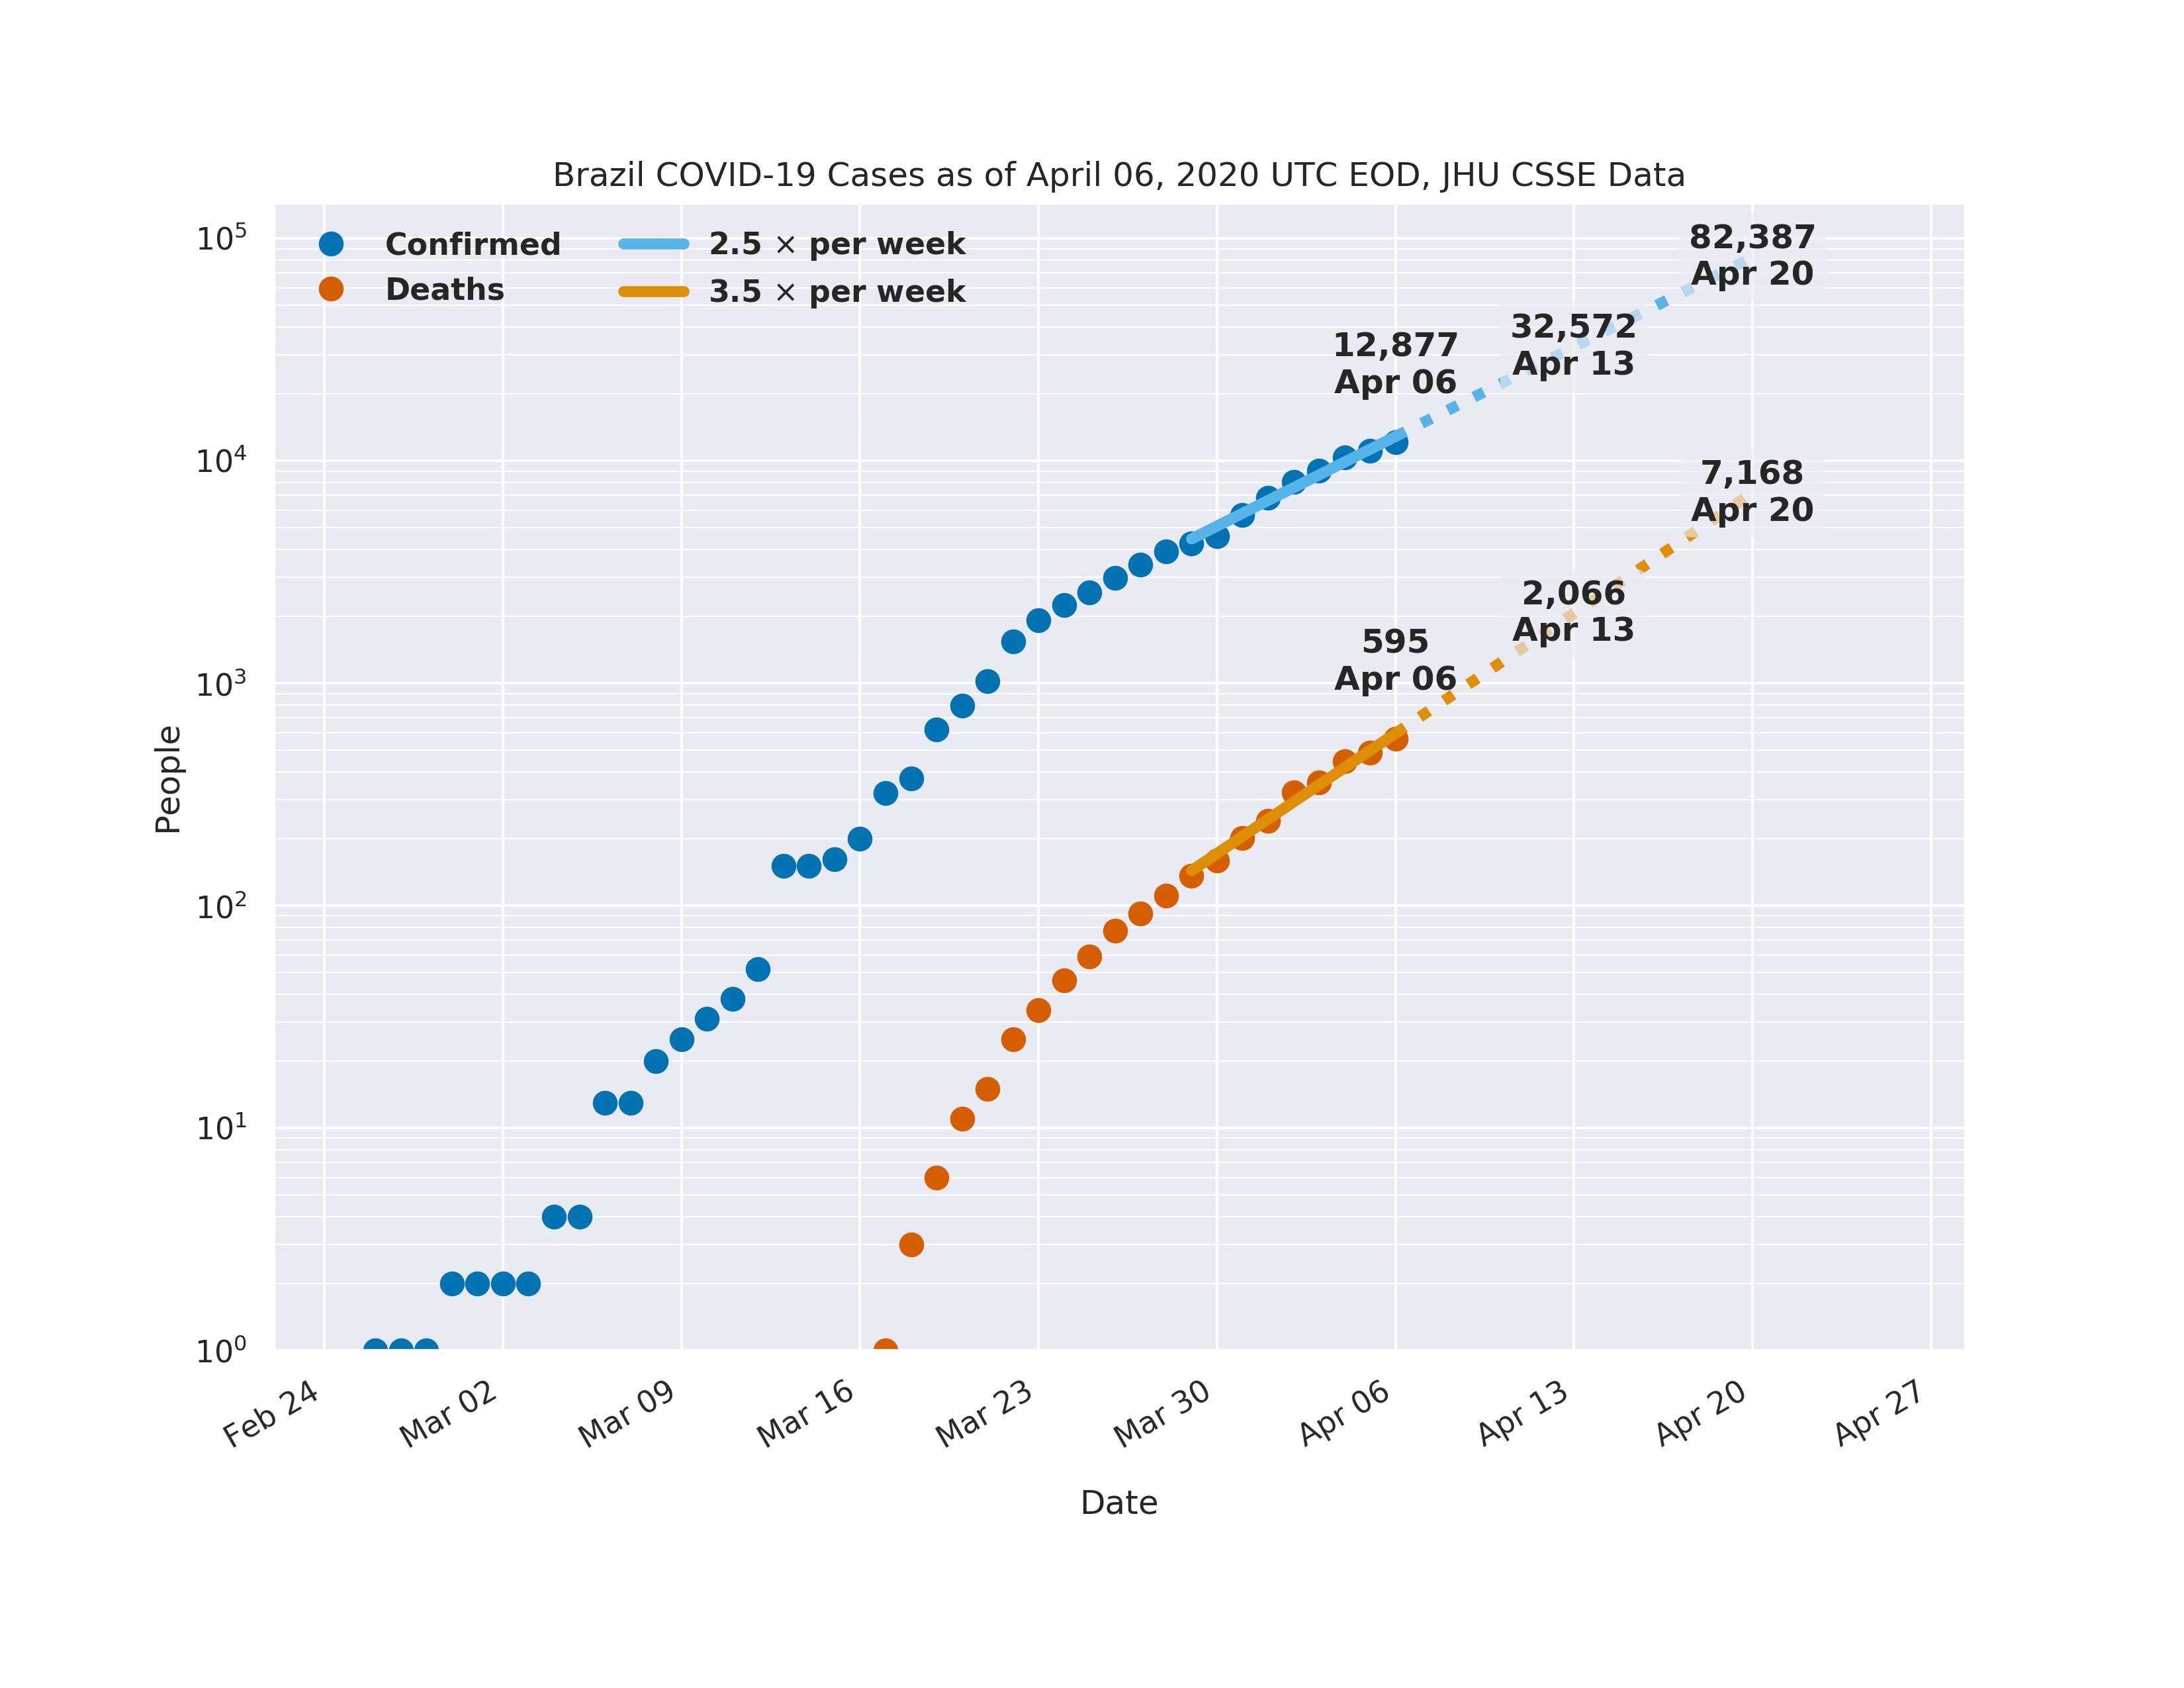 Brazil COVID-19 Cases as of April 06, 2020 UTC EOD, JHU CSSE Data
Confirmed
Deaths
2.5 × per week
3.5 × per week
82,387
Apr 20
32,572
Apr 13
12,877
Apr 06
7,168
Apr 20
2,066
Apr 13
595
Apr 06
People
10⁵
10⁴
10³
10²
10¹
10⁰
Feb 24
Mar 02
Mar 09
Mar 16
Mar 23
Mar 30
Apr 06
Apr 13
Apr 20
Apr 27
Date